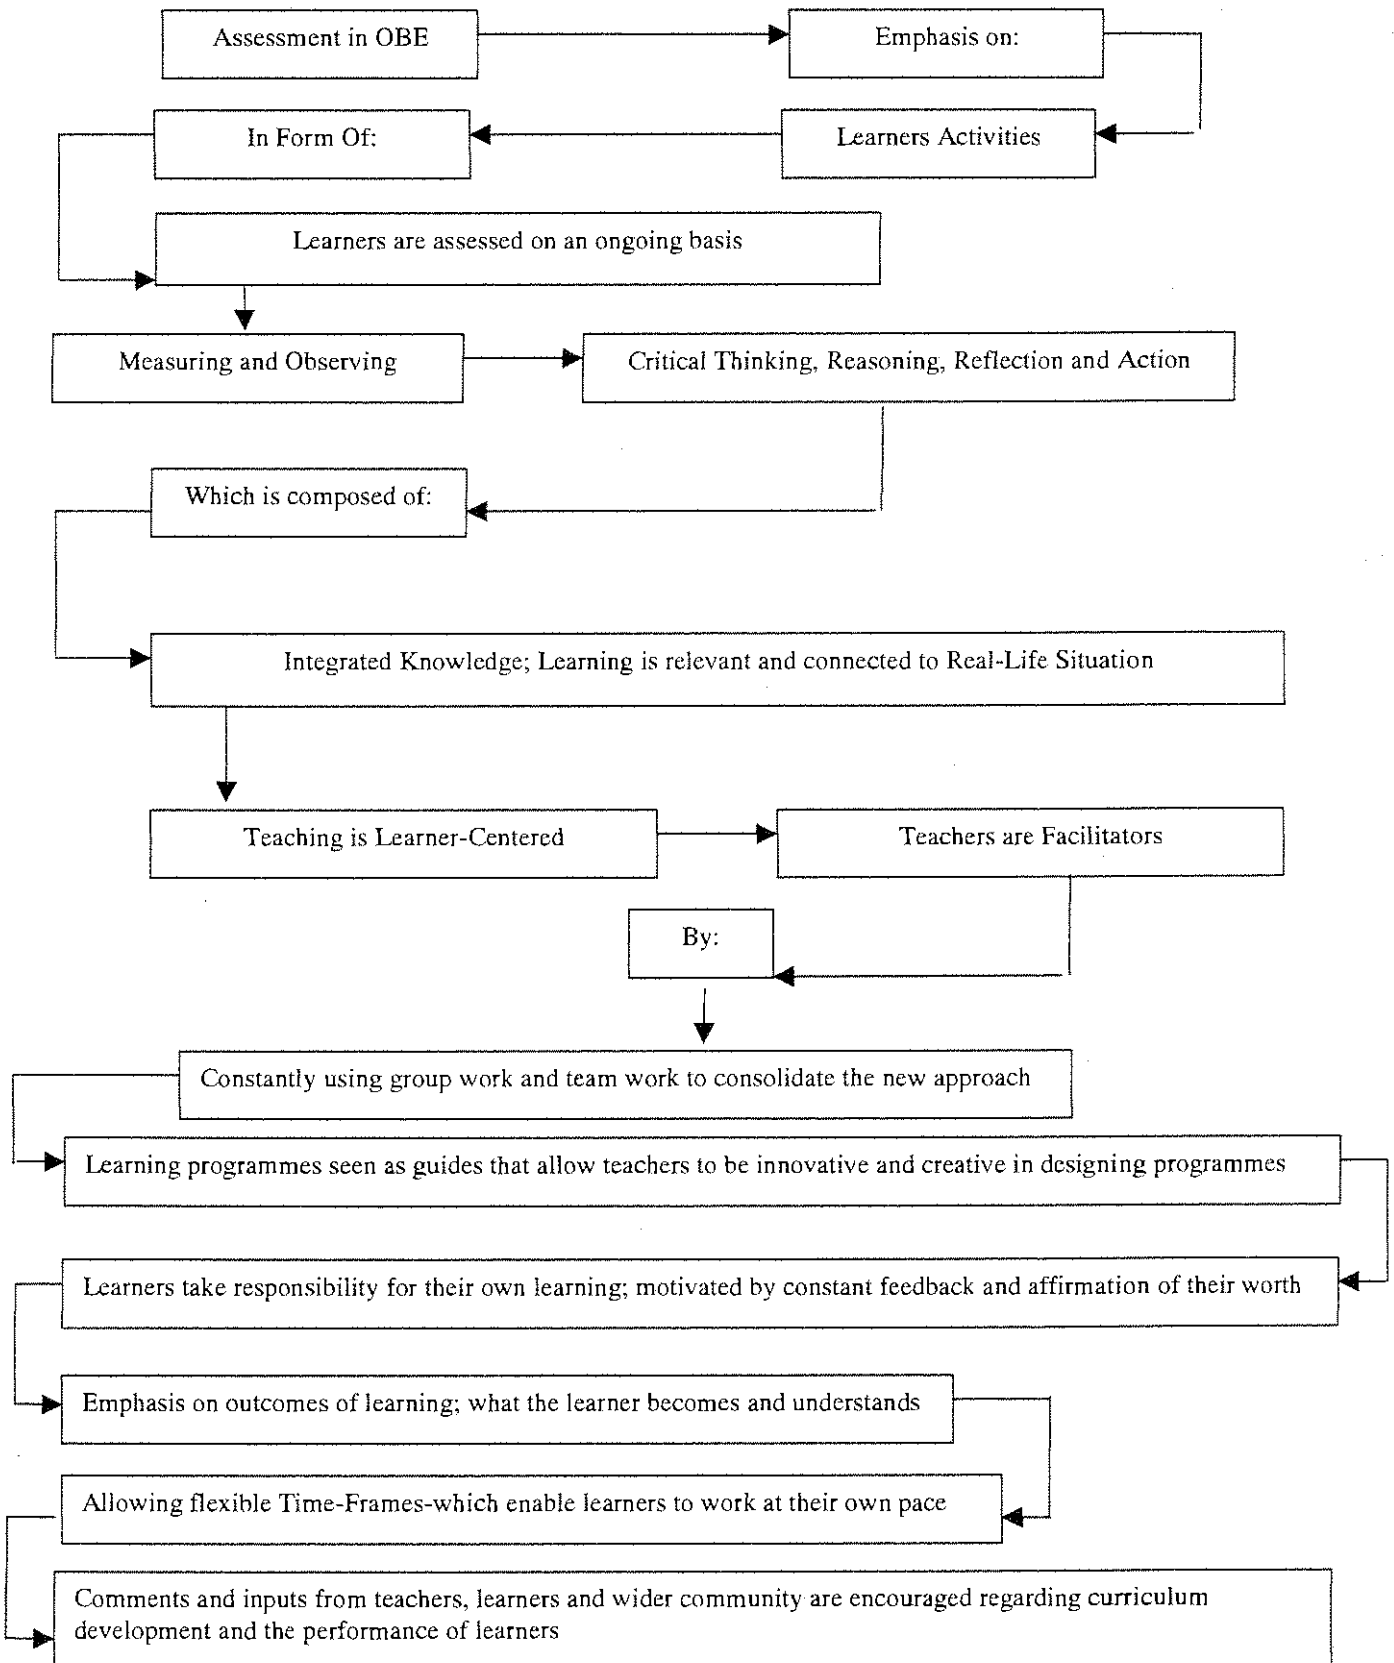 Assessment in OBE
Emphasis on:
Learners Activities
In Form Of:
Learners are assessed on an ongoing basis
Measuring and Observing
Critical Thinking, Reasoning, Reflection and Action
Which is composed of:
Integrated Knowledge; Learning is relevant and connected to Real-Life Situation
Teaching is Learner-Centered
Teachers are Facilitators
By:
Constantly using group work and team work to consolidate the new approach
Learning programmes seen as guides that allow teachers to be innovative and creative in designing programmes
Learners take responsibility for their own learning; motivated by constant feedback and affirmation of their worth
Emphasis on outcomes of learning; what the learner becomes and understands
Allowing flexible Time-Frames-which enable learners to work at their own pace
Comments and inputs from teachers, learners and wider community are encouraged regarding curriculum
development and the performance of learners